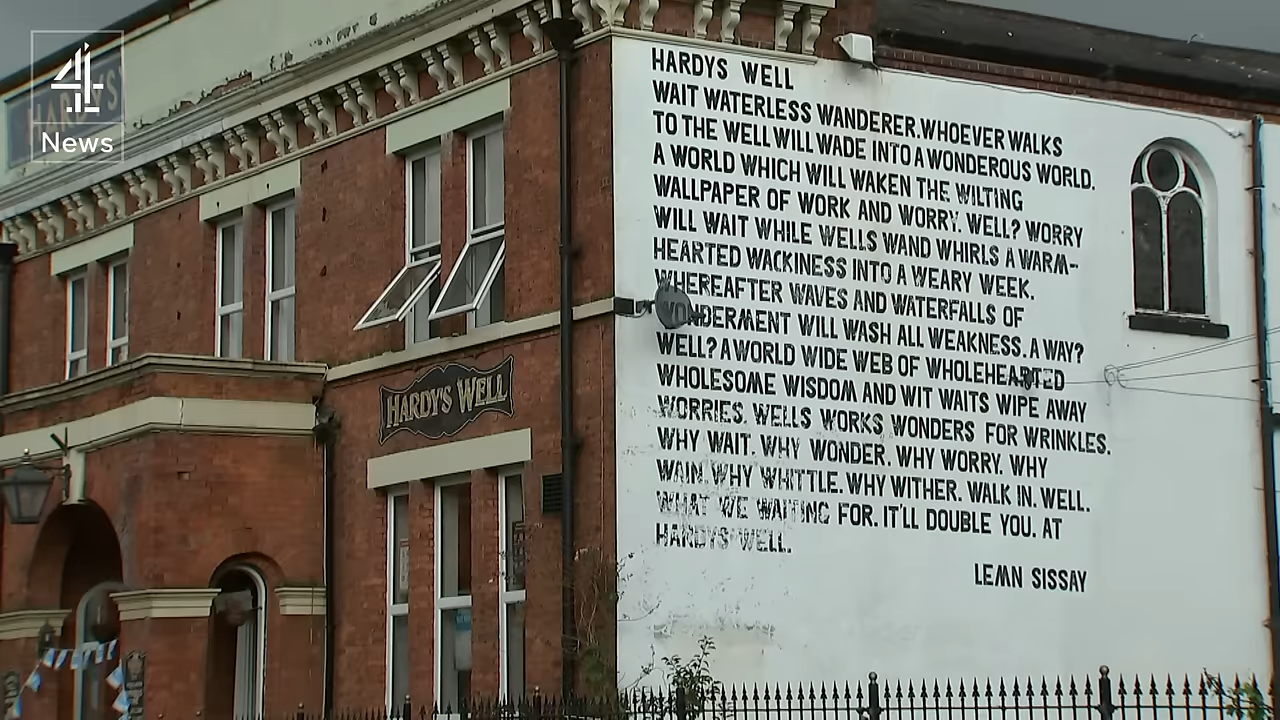 4
News
HARDYS
HARDYS WELL
HARDYS WELL
WAIT WATERLESS WANDERER.WHOEVER WALKS
TO THE WELL WILL WADE INTO A WONDEROUS WORLD.
A WORLD WHICH WILL WAKEN THE WILTING
WALLPAPER OF WORK AND WORRY. WELL? WORRY
WILL WAIT WHILE WELLS WAND WHIRLS A WARM-
HEARTED WACKINESS INTO A WEARY WEEK.
WHEREAFTER WAVES AND WATERFALLS OF
WONDERMENT WILL WASH ALL WEAKNESS. A WAY?
WELL? A WORLD WIDE WEB OF WHOLEHEARTED
WHOLESOME WISDOM AND WIT WAITS WIPE AWAY
WORRIES. WELLS WORKS WONDERS FOR WRINKLES.
WHY WAIT. WHY WONDER. WHY WORRY. WHY
WAIN. WHY WHITTLE. WHY WITHER. WALK IN. WELL.
WHAT WE WAITING FOR. IT'LL DOUBLE YOU. AT
HARDYS WELL.
LEMN SISSAY